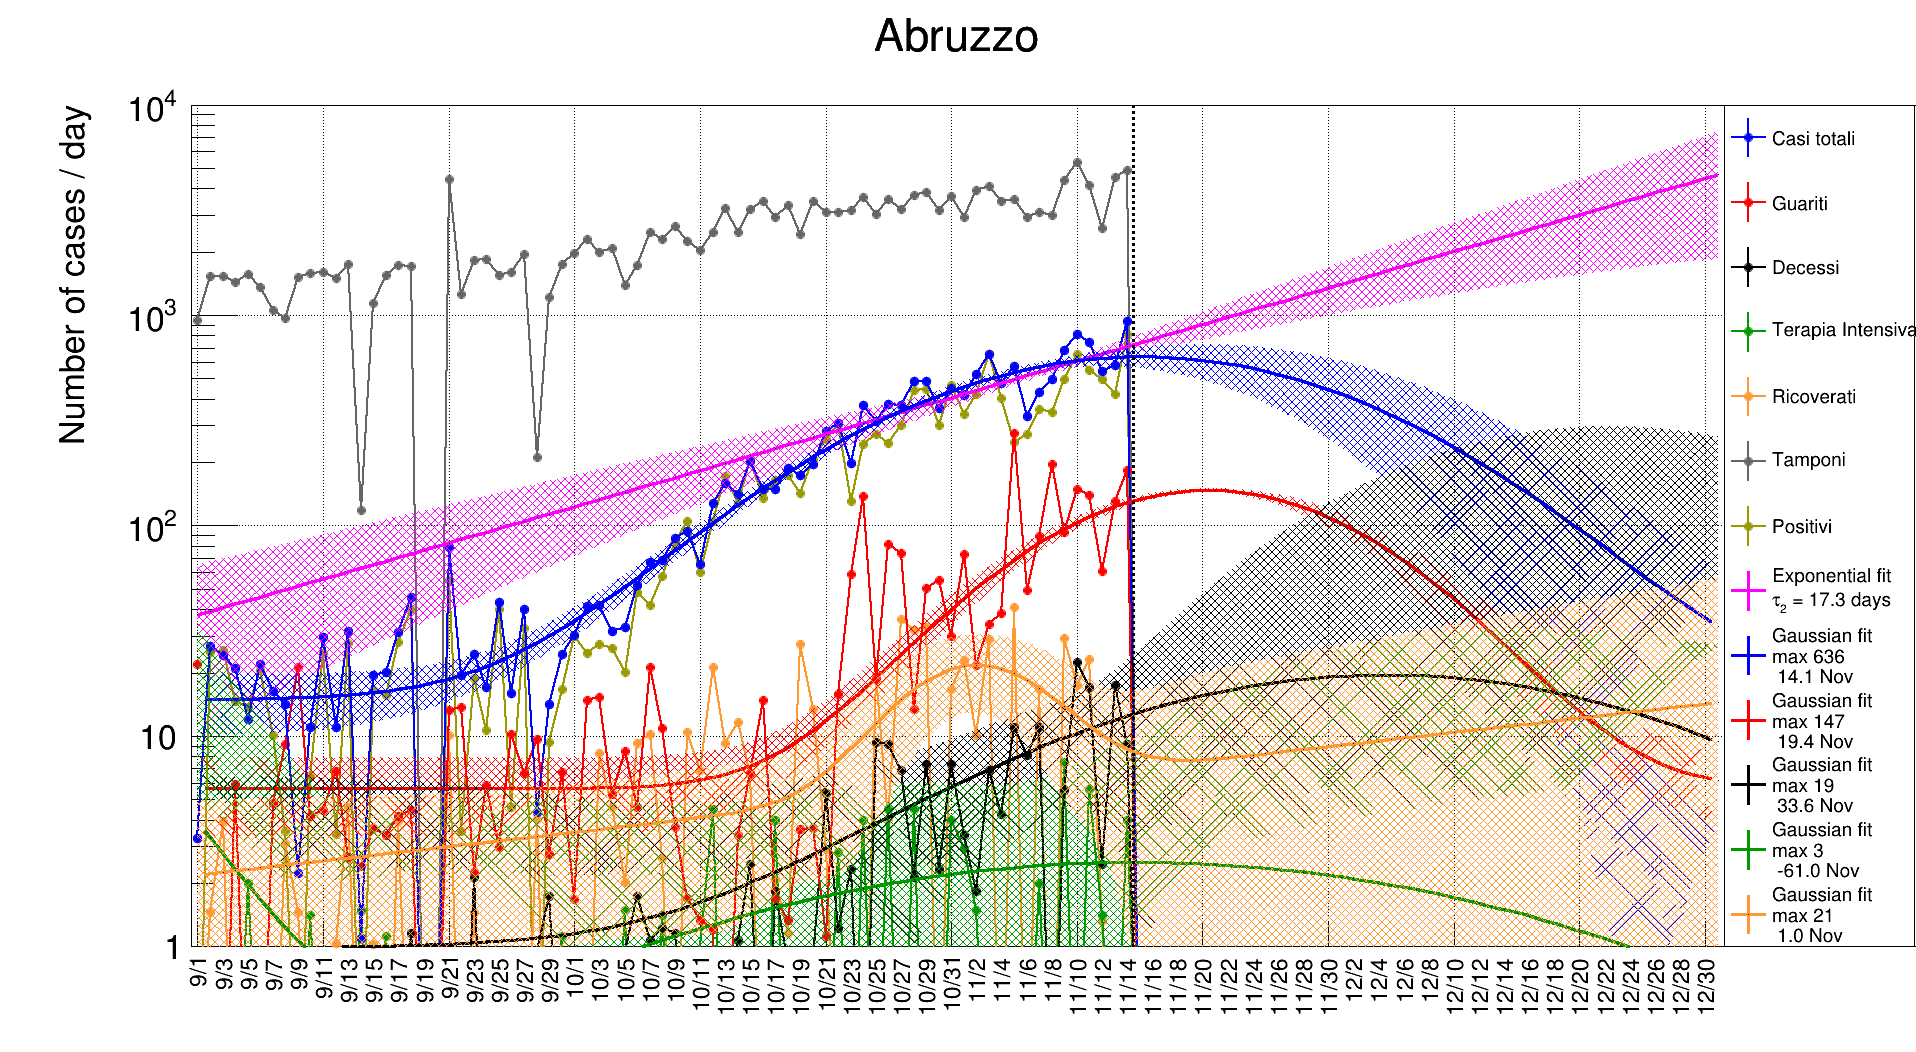 Abruzzo
Number of cases / day
10^4
10^3
10^2
10
1
9/1
9/3
9/5
9/7
9/9
9/11
9/13
9/15
9/17
9/19
9/21
9/23
9/25
9/27
9/29
10/1
10/3
10/5
10/7
10/9
10/11
10/13
10/15
10/17
10/19
10/21
10/23
10/25
10/27
10/29
10/31
11/2
11/4
11/6
11/8
11/10
11/12
11/14
11/16
11/18
11/20
11/22
11/24
11/26
11/28
11/30
12/2
12/4
12/6
12/8
12/10
12/12
12/14
12/16
12/18
12/20
12/22
12/24
12/26
12/28
12/30
Casi totali
Guariti
Decessi
Terapia Intensiva
Ricoverati
Tamponi
Positivi
Exponential fit
τ2 = 17.3 days
Gaussian fit
max 636
14.1 Nov
Gaussian fit
max 147
19.4 Nov
Gaussian fit
max 19
33.6 Nov
Gaussian fit
max 3
-61.0 Nov
Gaussian fit
max 21
1.0 Nov